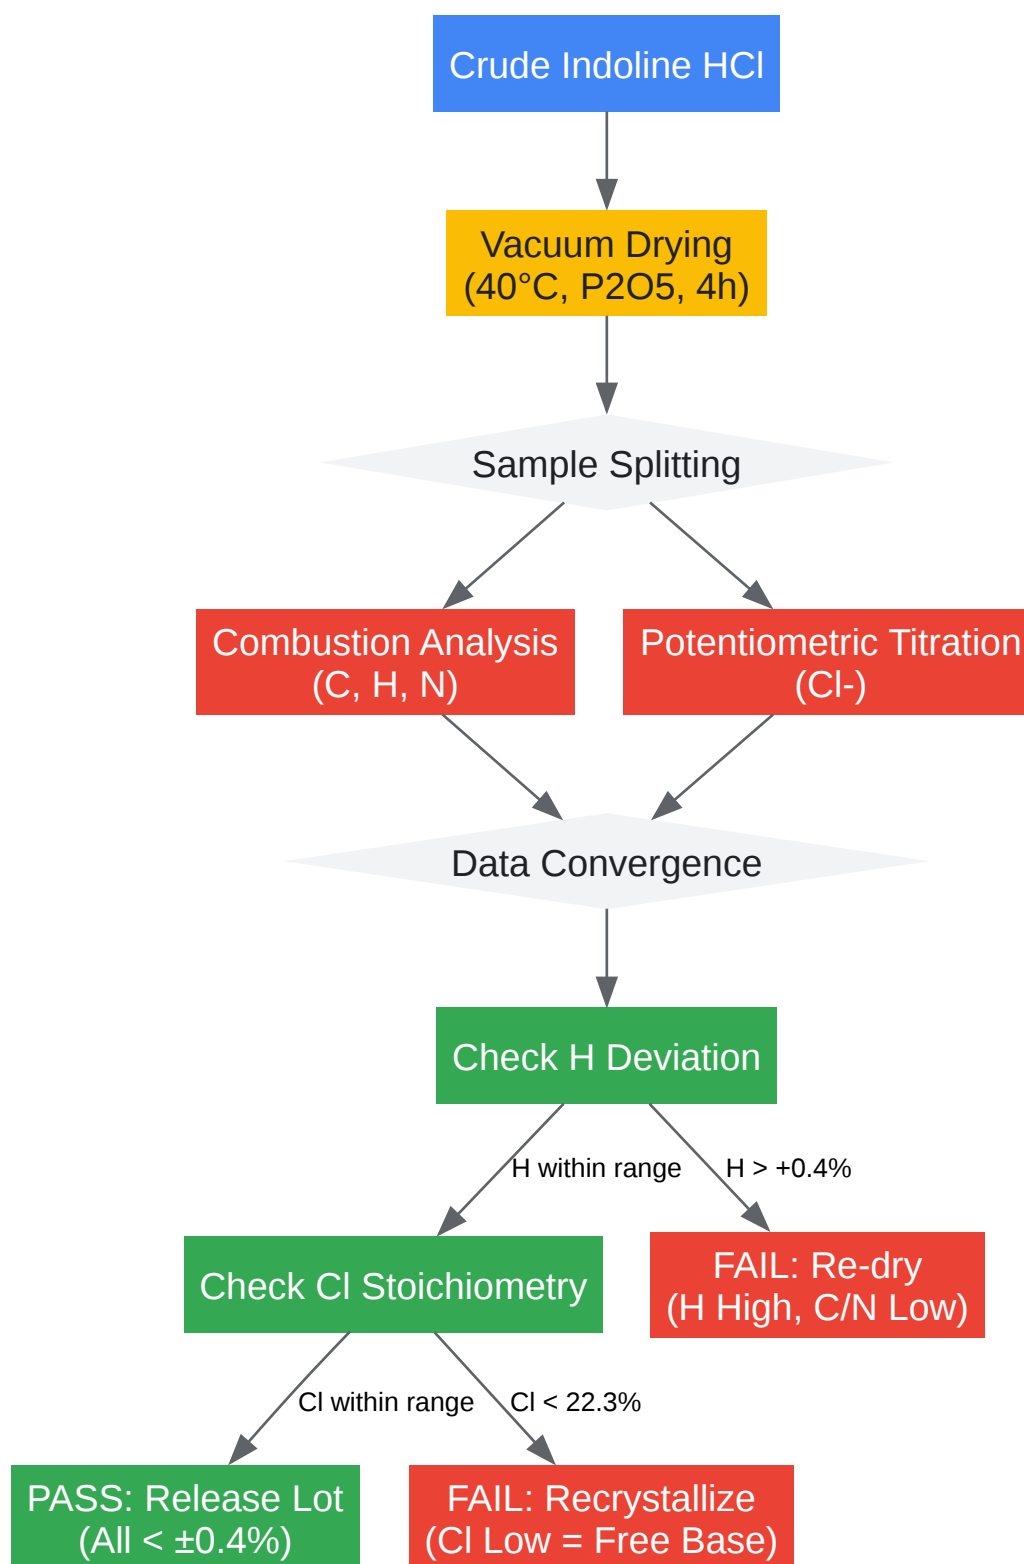 Crude Indoline HCl
Vacuum Drying
(40°C, P2O5, 4h)
Sample Splitting
Combustion Analysis
(C, H, N)
Potentiometric Titration
(Cl-)
Data Convergence
Check H Deviation
H within range
H > +0.4%
Check Cl Stoichiometry
FAIL: Re-dry
(H High, C/N Low)
Cl within range
Cl < 22.3%
PASS: Release Lot
(All < ±0.4%)
FAIL: Recrystallize
(Cl Low = Free Base)